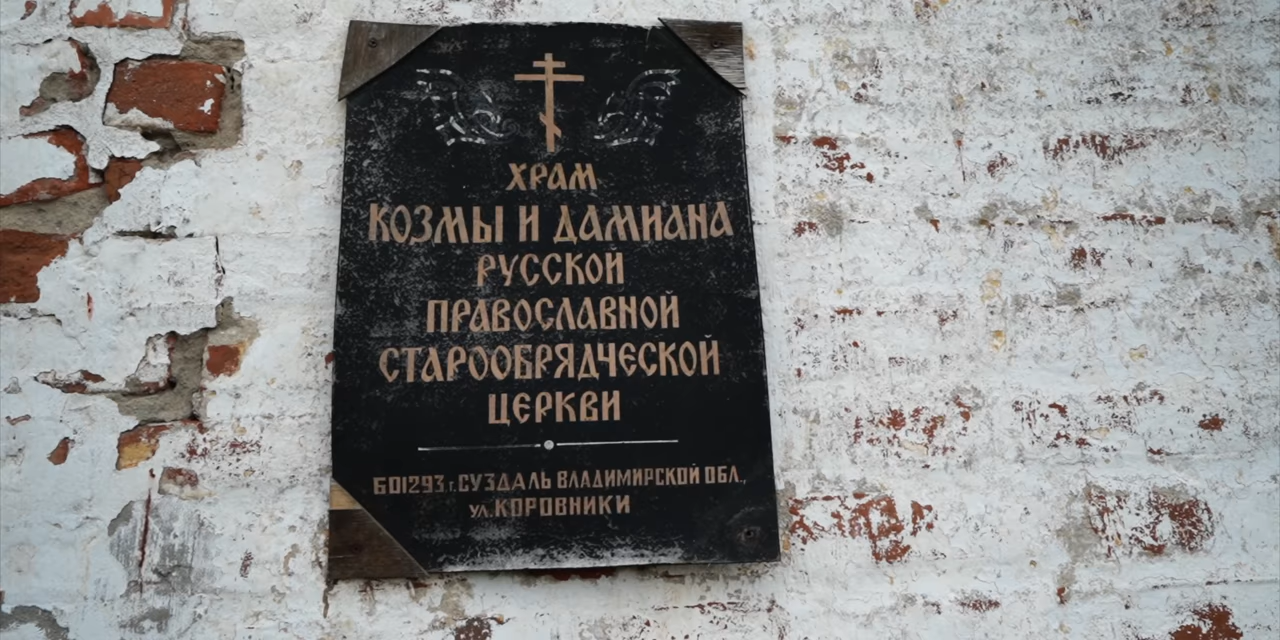 ХРАМ
КОЗМЫ И ДАМИАНА
РУССКОЙ
ПРАВОСЛАВНОЙ
СТАРООБРЯДЧЕСКОЙ
ЦЕРКВИ
601293 г.СУЗДАЛЬ ВЛАДИМИРСКОЙ ОБЛ.,
ул.КОРОВНИКИ